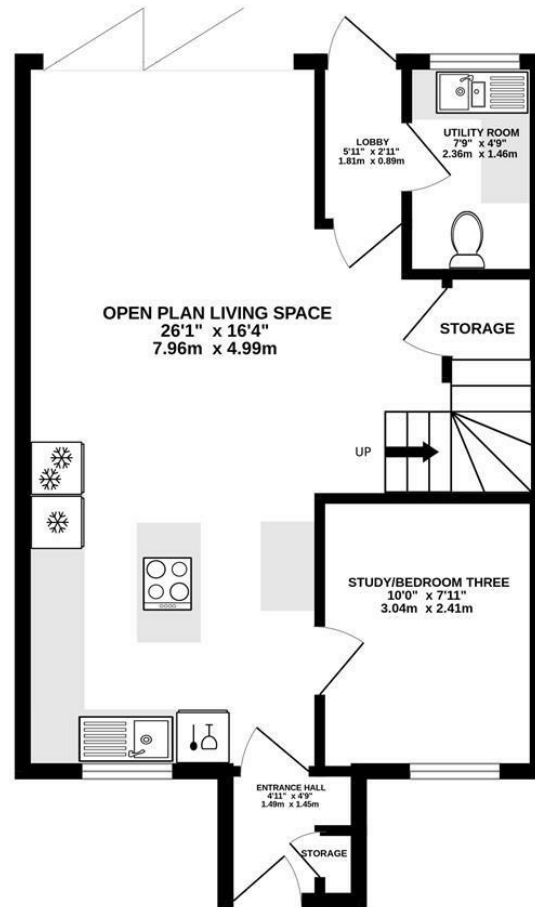 LOBBY
5'11" x 2'11"
1.81m x 0.89m
UTILITY ROOM
7'9" x 4'9"
2.36m x 1.46m
OPEN PLAN LIVING SPACE
26'1" x 16'4"
7.96m x 4.99m
STORAGE
UP
STUDY/BEDROOM THREE
10'0" x 7'11"
3.04m x 2.41m
ENTRANCE HALL
4'11" x 4'9"
1.49m x 1.45m
STORAGE